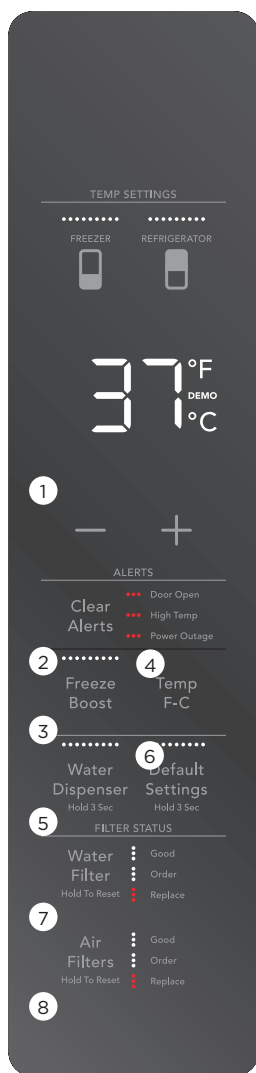 TEMP SETTINGS
FREEZER REFRIGERATOR
37 °F
DEMO
°C
1
− +
ALERTS
Clear Alerts
Door Open
High Temp
Power Outage
2 4
Freeze Boost
Temp F-C
3 6
Water Dispenser
Hold 3 Sec
Default Settings
Hold 3 Sec
5
FILTER STATUS
Water Filter
Hold To Reset
Good
Order
Replace
7
Air Filters
Hold To Reset
Good
Order
Replace
8